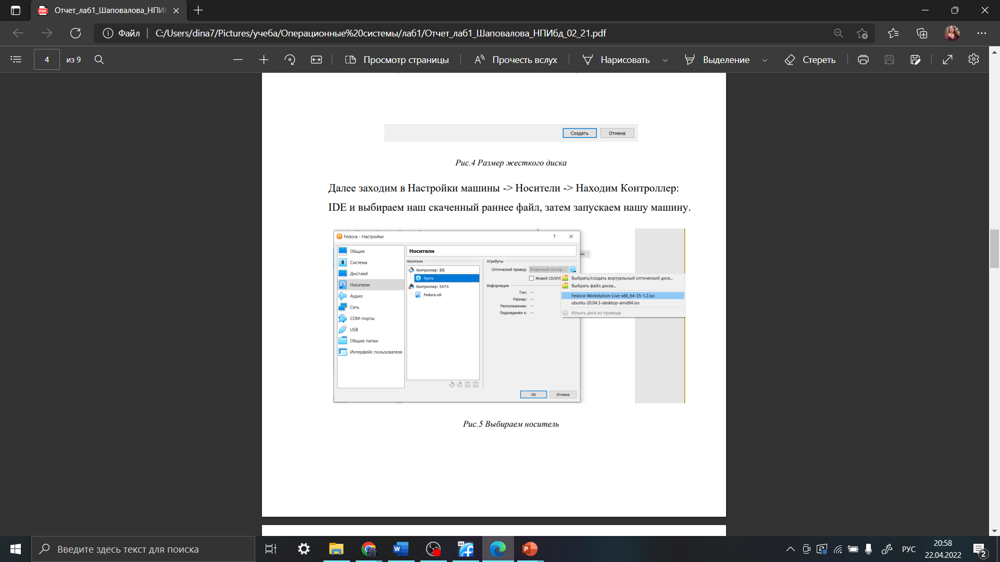 Отчет_лаб1_Шаповалова_НПИб
Файл
C:/Users/dina7/Pictures/учеба/Операционные%20системы/лаб1/Отчет_лаб1_Шаповалова_НПИбд_02_21.pdf
4 из 9
Просмотр страницы
Прочесть вслух
Нарисовать
Выделение
Стереть
Создать Отмена
Рис.4 Размер жесткого диска
Далее заходим в Настройки машины -> Носители -> Находим Контроллер:
IDE и выбираем наш скаченный раннее файл, затем запускаем нашу машину.
Fedora - Настройки
Общие
Система
Дисплей
Носители
Аудио
Сеть
COM-порты
USB
Общие папки
Интерфейс пользователя
Носители
Носители
Контроллер: IDE
Пусто
Контроллер: SATA
Fedora.vdi
Атрибуты
Оптический привод: Вторичный мастер
Живой CD/DVD
Информация
Тип: --
Размер: --
Расположение: --
Подсоединён к: --
Выбрать/создать виртуальный оптический диск...
Выбрать файл диска...
Fedora-Workstation-Live-x86_64-35-1.2.iso
ubuntu-20.04.3-desktop-amd64.iso
Изъять диск из привода
OK Отмена
Рис.5 Выбираем носитель
Введите здесь текст для поиска
64
РУС
20:58
22.04.2022
2